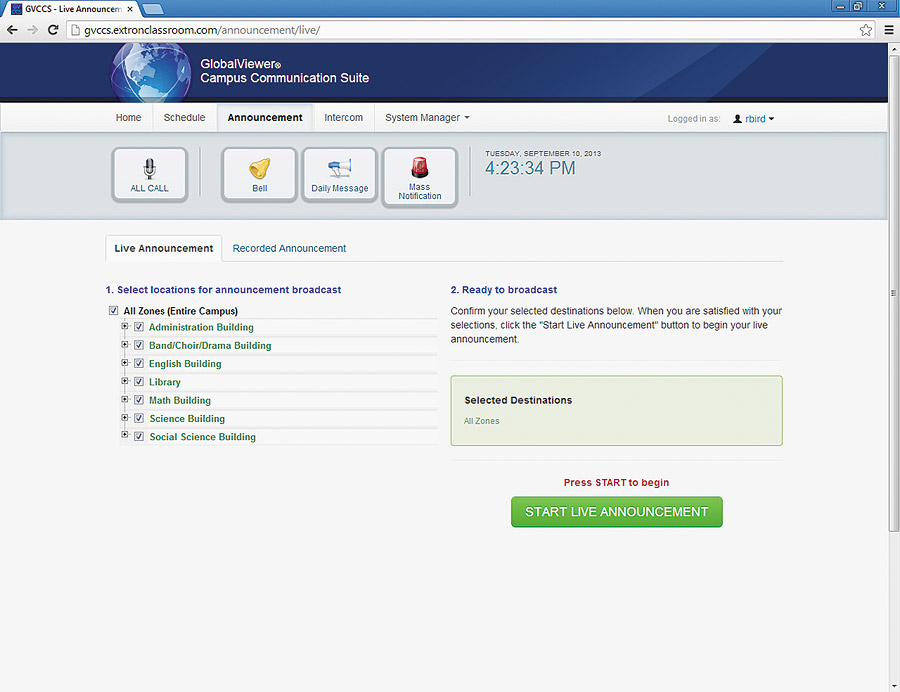 GVCCS - Live Announcem
gvccs.extronclassroom.com/announcement/live/
GlobalViewer®
Campus Communication Suite
Home Schedule Announcement Intercom System Manager Logged in as: rbird
ALL CALL
Bell
Daily Message
Mass
Notification
TUESDAY, SEPTEMBER 10, 2013
4:23:34 PM
Live Announcement Recorded Announcement
1. Select locations for announcement broadcast
All Zones (Entire Campus)
Administration Building
Band/Choir/Drama Building
English Building
Library
Math Building
Science Building
Social Science Building
2. Ready to broadcast
Confirm your selected destinations below. When you are satisfied with your
selections, click the "Start Live Announcement" button to begin your live
announcement.
Selected Destinations
All Zones
Press START to begin
START LIVE ANNOUNCEMENT